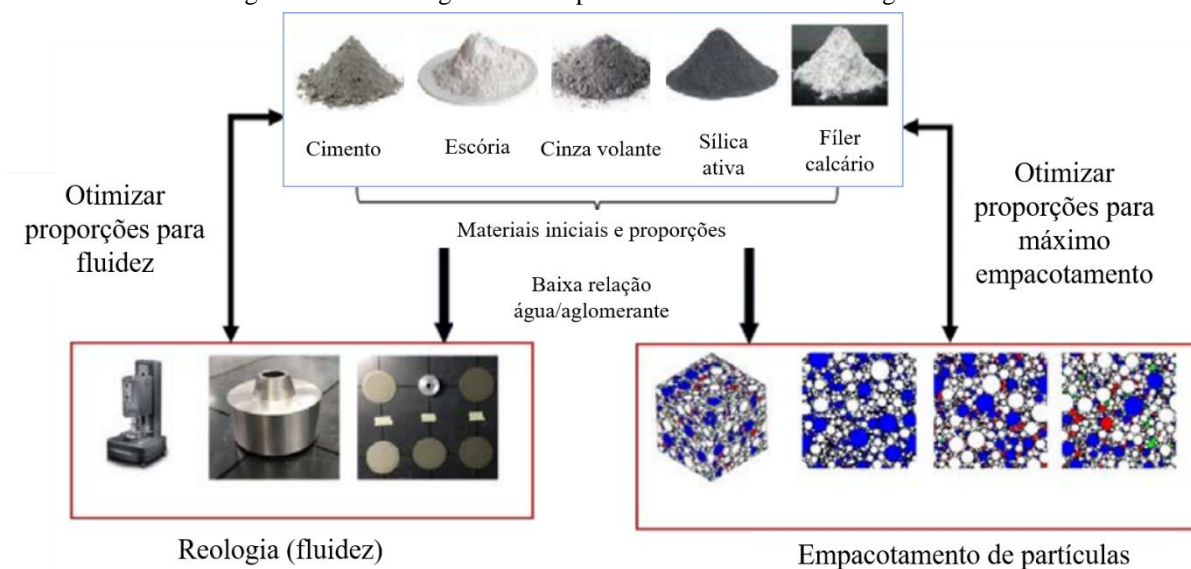 Cimento
Escória
Cinza volante
Sílica
ativa
Fíler
calcário
Otimizar
proporções para
fluidez
Materiais iniciais e proporções
Baixa relação
água/aglomerante
Otimizar
proporções para
máximo
empacotamento
Reologia (fluidez)
Empacotamento de partículas